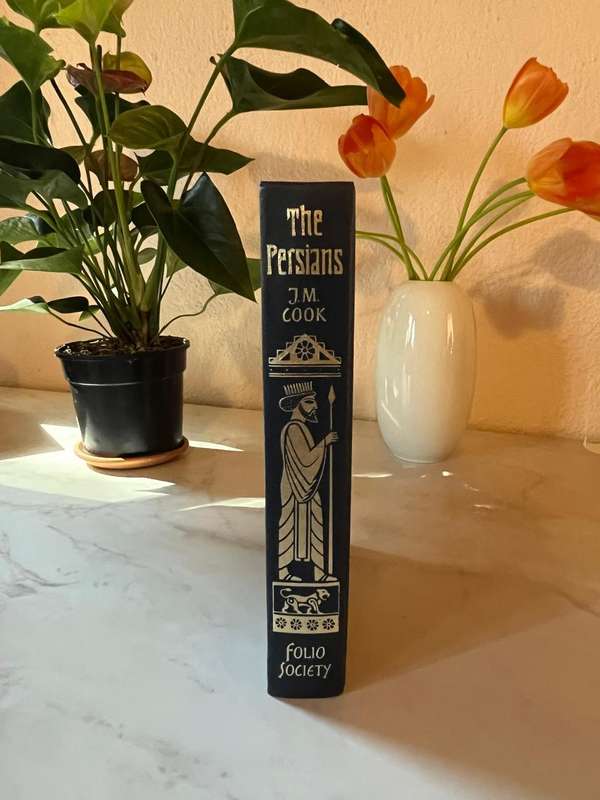 The
Persians
J.M.
COOK
FOLIO
SOCIETY